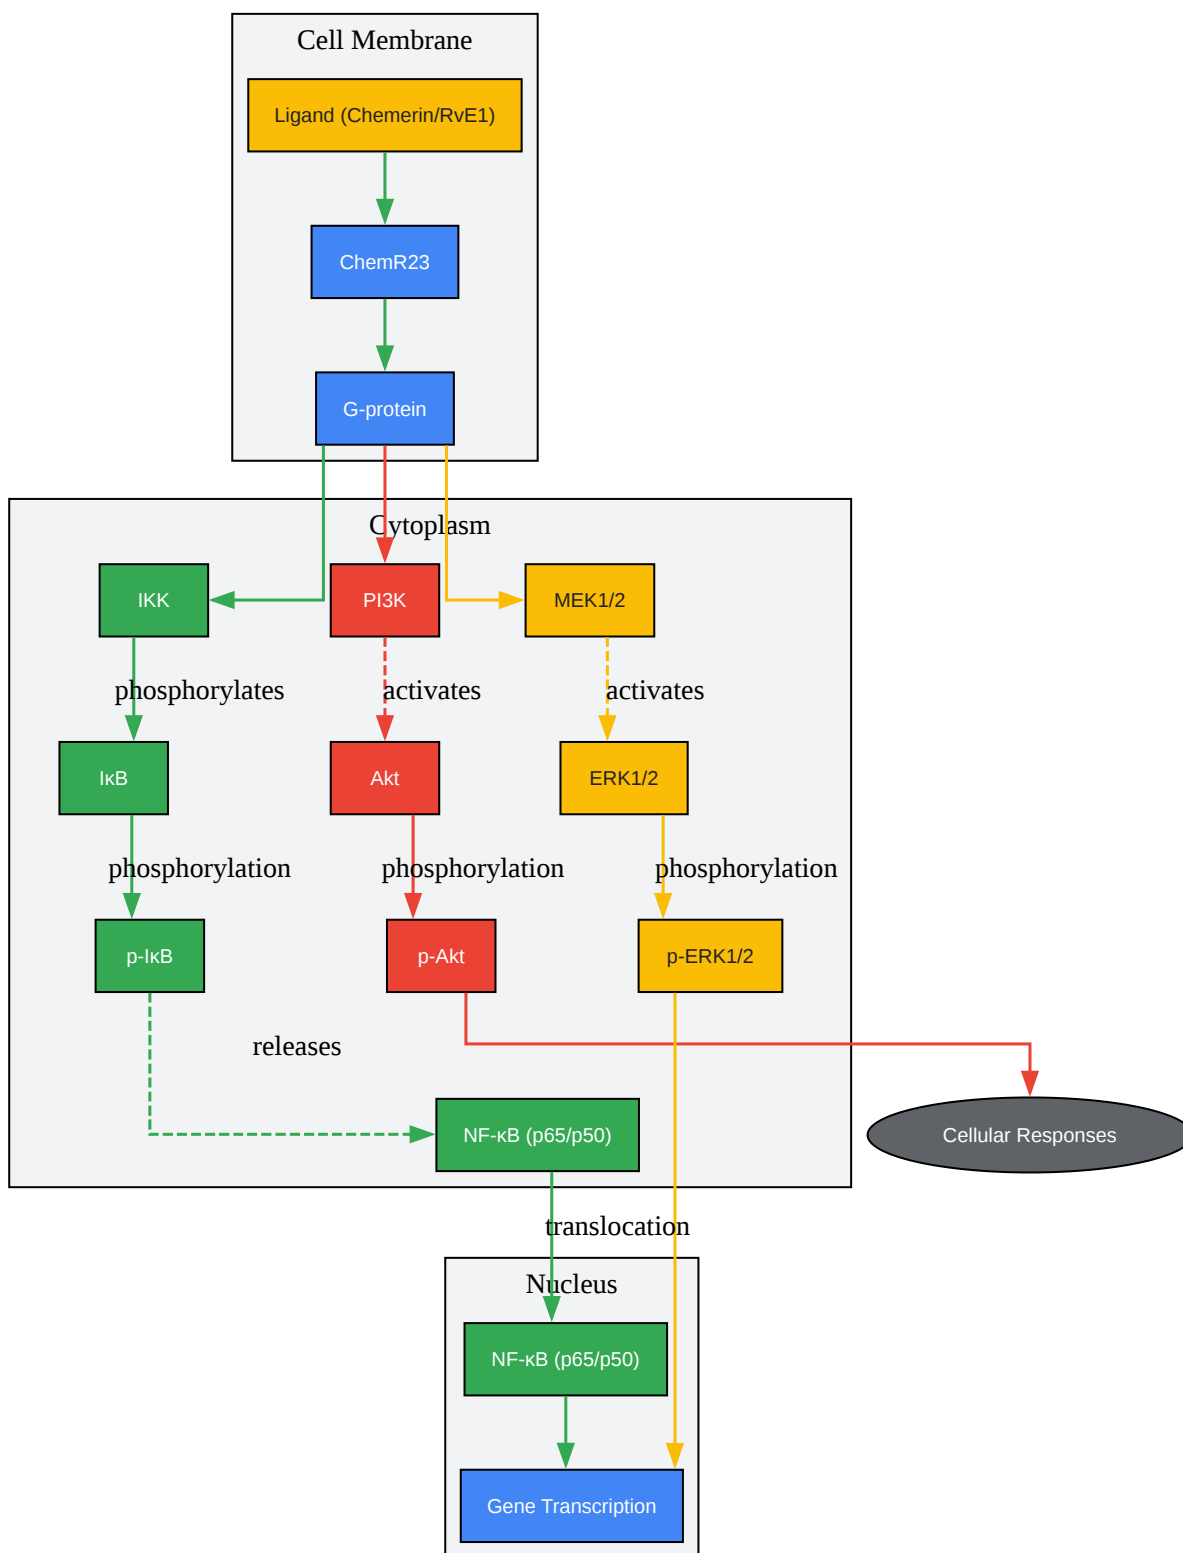 Cell Membrane
Ligand (Chemerin/RvE1)
ChemR23
G-protein
Cytoplasm
IKK
PI3K
MEK1/2
phosphorylates
activates
activates
IκB
Akt
ERK1/2
phosphorylation
phosphorylation
phosphorylation
p-IκB
p-Akt
p-ERK1/2
releases
NF-κB (p65/p50)
Cellular Responses
translocation
Nucleus
NF-κB (p65/p50)
Gene Transcription